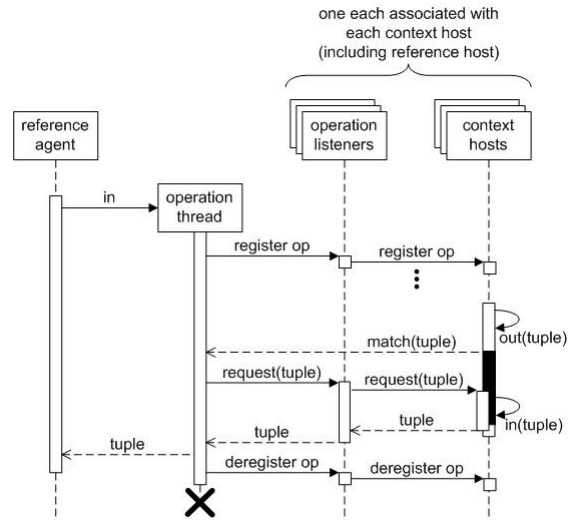 one each associated with
each context host
(including reference host)
reference
agent
operation
listeners
context
hosts
in
operation
thread
register op
register op
out(tuple)
match(tuple)
request(tuple)
request(tuple)
in(tuple)
tuple
tuple
tuple
deregister op
deregister op